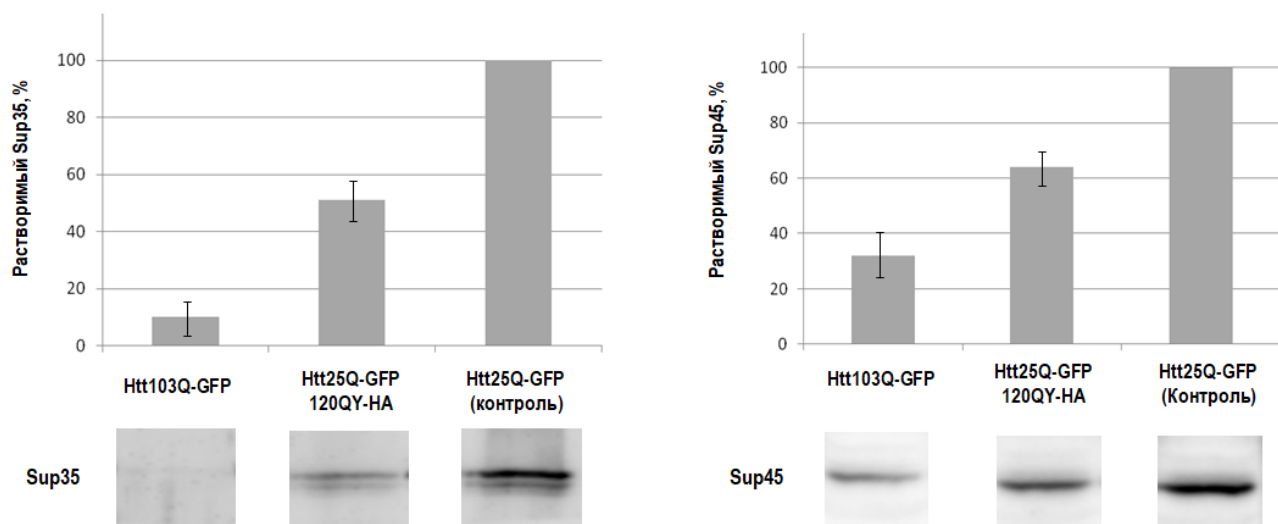 Растворимый Sup35, %
100
80
60
40
20
0
Htt103Q-GFP
Htt25Q-GFP
120QY-HA
Htt25Q-GFP
(контроль)
Sup35
Растворимый Sup45, %
100
80
60
40
20
0
Htt103Q-GFP
Htt25Q-GFP
120QY-HA
Htt25Q-GFP
(Контроль)
Sup45